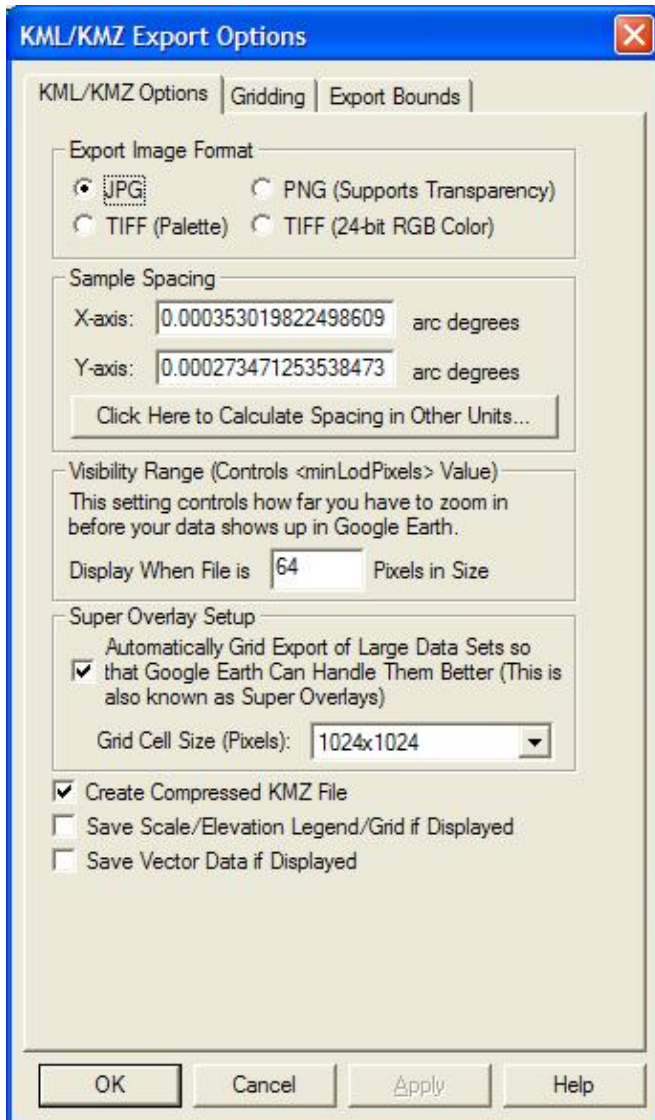 KML/KMZ Export Options
KML/KMZ Options Gridding Export Bounds
Export Image Format
JPG PNG (Supports Transparency)
TIFF (Palette) TIFF (24-bit RGB Color)
Sample Spacing
X-axis: 0.000353019822498609 arc degrees
Y-axis: 0.000273471253538473 arc degrees
Click Here to Calculate Spacing in Other Units...
Visibility Range (Controls <minLodPixels> Value)
This setting controls how far you have to zoom in
before your data shows up in Google Earth.
Display When File is 64 Pixels in Size
Super Overlay Setup
Automatically Grid Export of Large Data Sets so
that Google Earth Can Handle Them Better (This is
also known as Super Overlays)
Grid Cell Size (Pixels): 1024x1024
Create Compressed KMZ File
Save Scale/Elevation Legend/Grid if Displayed
Save Vector Data if Displayed
OK Cancel Apply Help